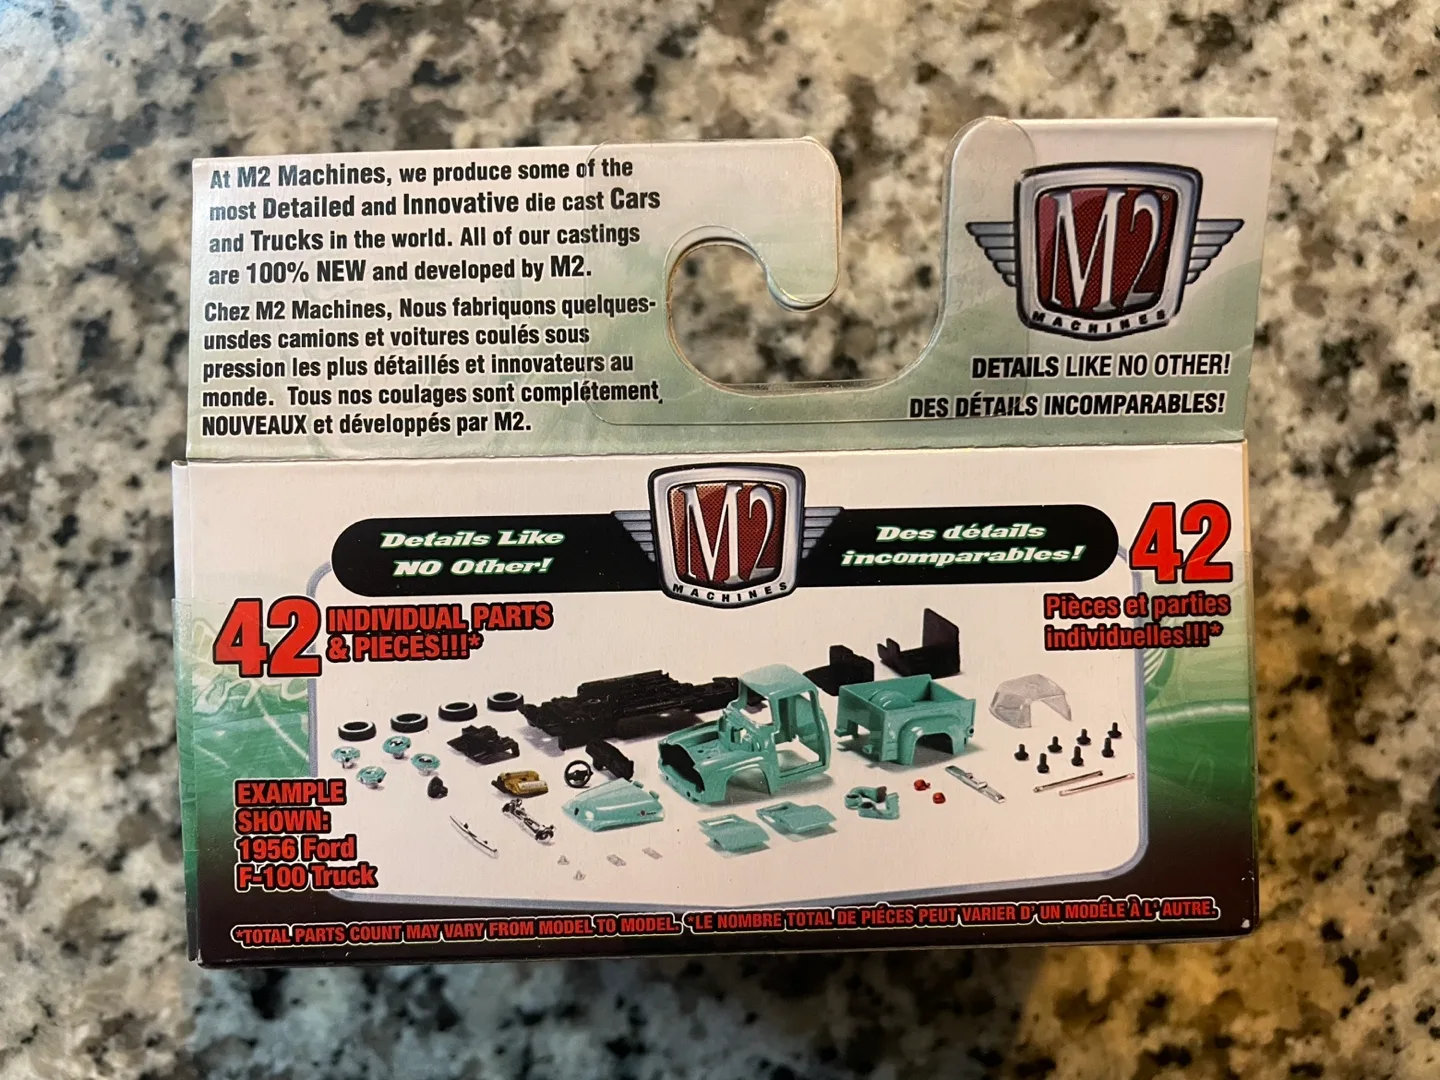 At M2 Machines, we produce some of the
most Detailed and Innovative die cast Cars
and Trucks in the world. All of our castings
are 100% NEW and developed by M2.
Chez M2 Machines, Nous fabriquons quelques-
unsdes camions et voitures coulés sous
pression les plus détaillés et innovateurs au
monde. Tous nos coulages sont complétement
NOUVEAUX et développés par M2.
M2
MACHINES
DETAILS LIKE NO OTHER!
DES DÉTAILS INCOMPARABLES!
Details Like
NO Other!
M2
MACHINES
Des détails
incomparables!
42 INDIVIDUAL PARTS
& PIECES!!!*
42
Pièces et parties
individuelles!!!*
EXAMPLE
SHOWN:
1956 Ford
F-100 Truck
*TOTAL PARTS COUNT MAY VARY FROM MODEL TO MODEL. *LE NOMBRE TOTAL DE PIÉCES PEUT VARIER D' UN MODÉLE À L' AUTRE.